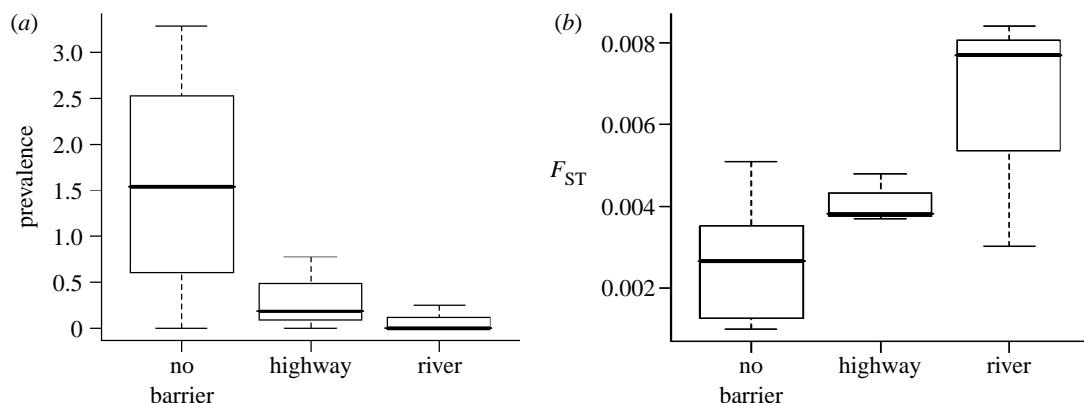 (a)
prevalence
3.0
2.5
2.0
1.5
1.0
0.5
0
no
barrier
highway
river
(b)
FST
0.008
0.006
0.004
0.002
no
barrier
highway
river